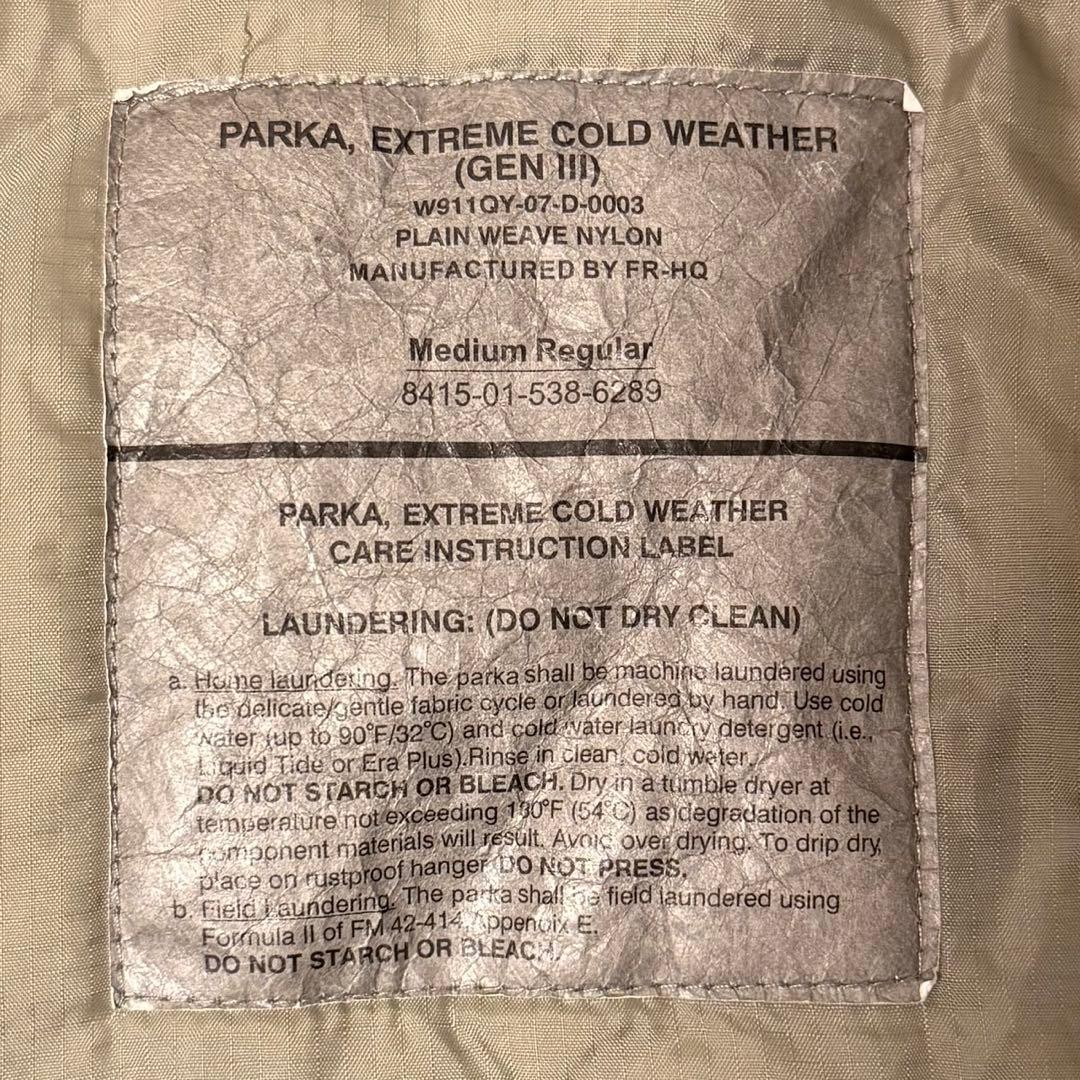 PARKA, EXTREME COLD WEATHER
(GEN III)
W911QY-07-D-0003
PLAIN WEAVE NYLON
MANUFACTURED BY FR-HQ
Medium Regular
8415-01-538-6289
PARKA, EXTREME COLD WEATHER
CARE INSTRUCTION LABEL
LAUNDERING: (DO NOT DRY CLEAN)
a. Home laundering. The parka shall be machine laundered using
the delicate/gentle fabric cycle or laundered by hand. Use cold
water (up to 90°F/32°C) and cold water laundry detergent (i.e.,
Liquid Tide or Era Plus).Rinse in clean, cold water.
DO NOT STARCH OR BLEACH. Dry in a tumble dryer at
temperature not exceeding 130°F (54°C) as degradation of the
component materials will result. Avoid over drying. To drip dry,
place on rustproof hanger DO NOT PRESS.
b. Field Laundering. The parka shall be field laundered using
Formula II of FM 42-414, Appendix E.
DO NOT STARCH OR BLEACH.